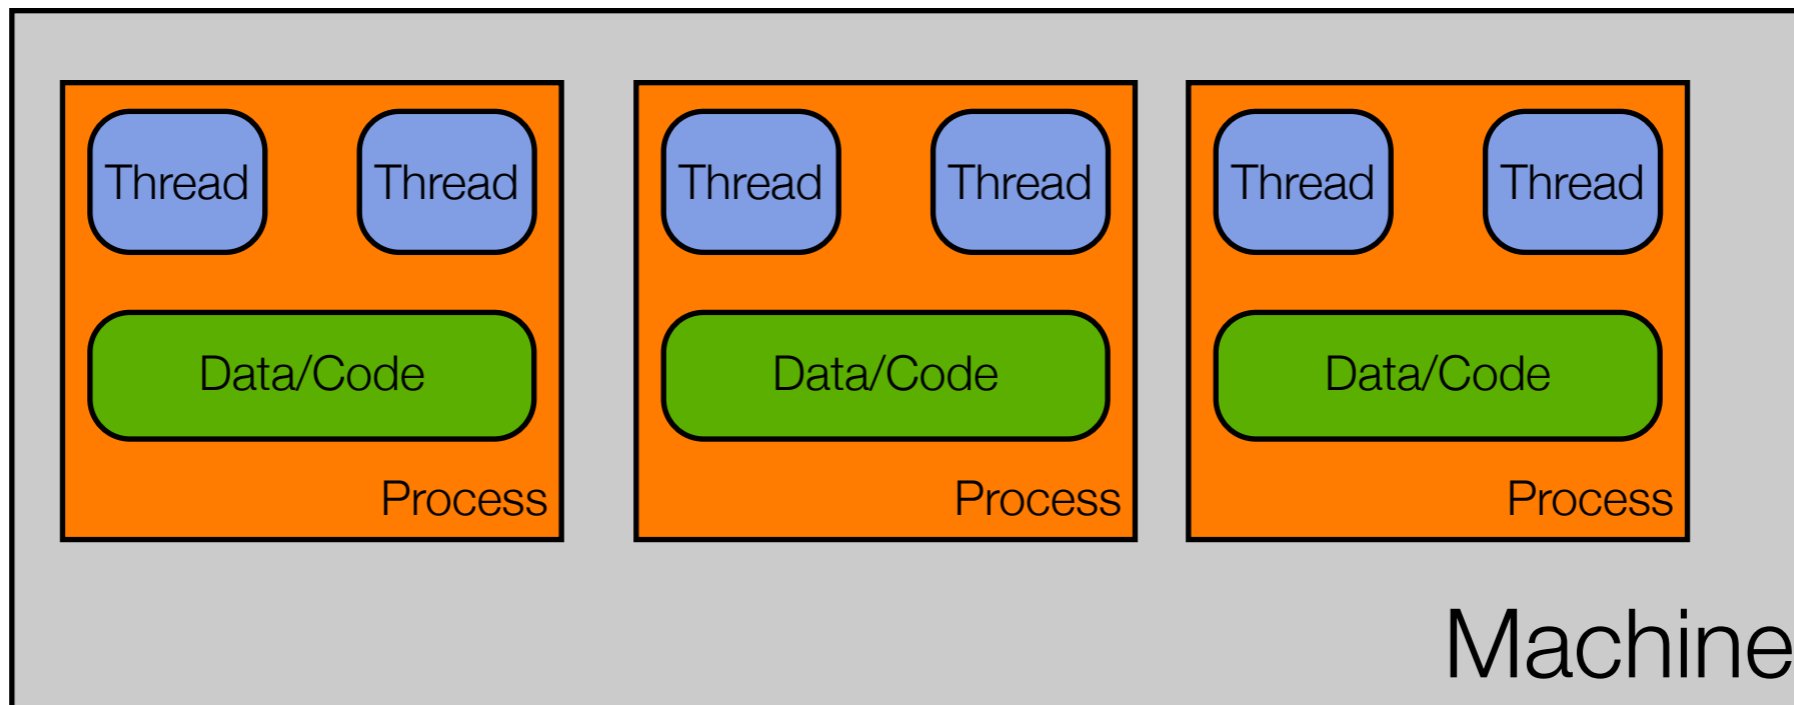 Thread Thread Thread Thread Thread Thread
Data/Code Data/Code Data/Code
Process Process Process
Machine